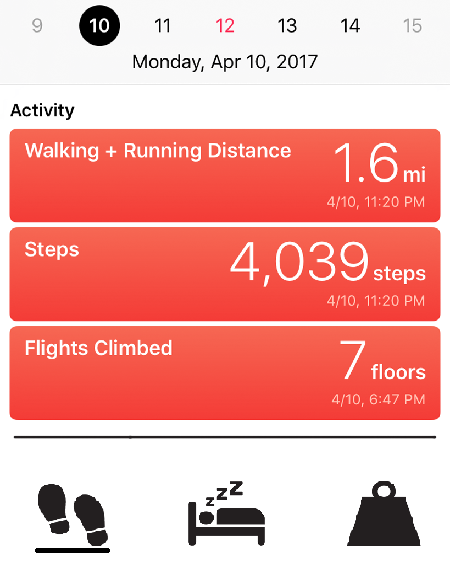 9 10 11 12 13 14 15
Monday, Apr 10, 2017
Activity
Walking + Running Distance
1.6 mi
4/10, 11:20 PM
Steps
4,039 steps
4/10, 11:20 PM
Flights Climbed
7 floors
4/10, 6:47 PM
z z Z